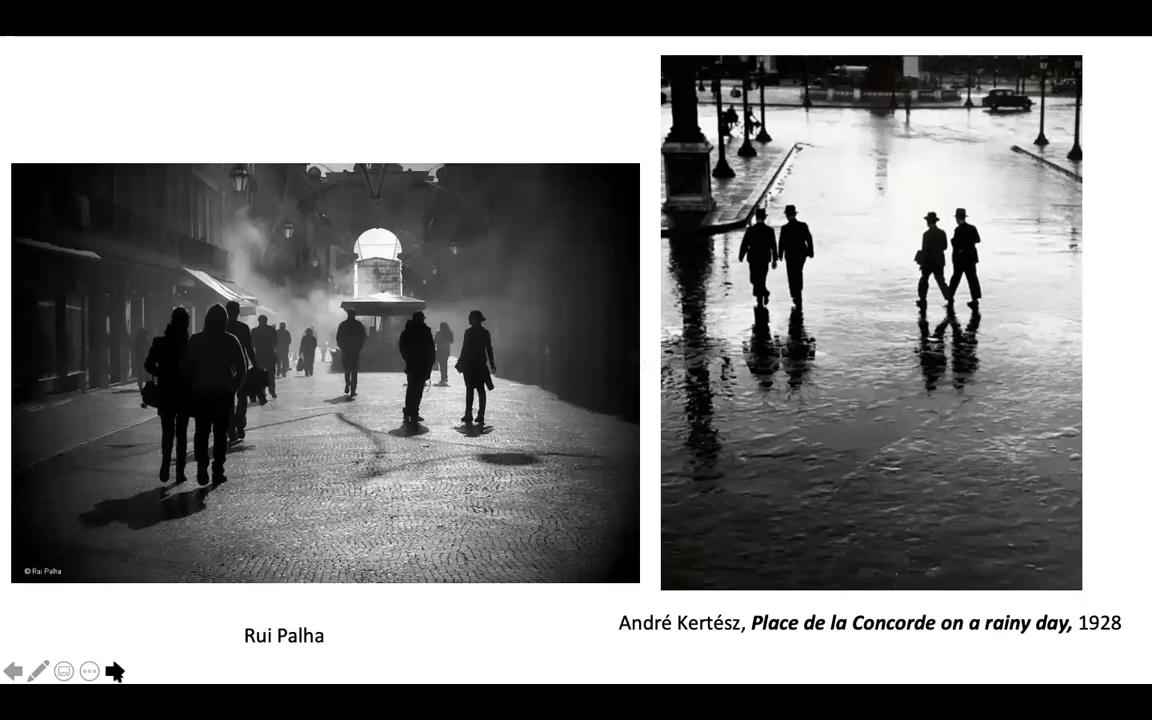 © Rui Palha
Rui Palha
André Kertész, Place de la Concorde on a rainy day, 1928